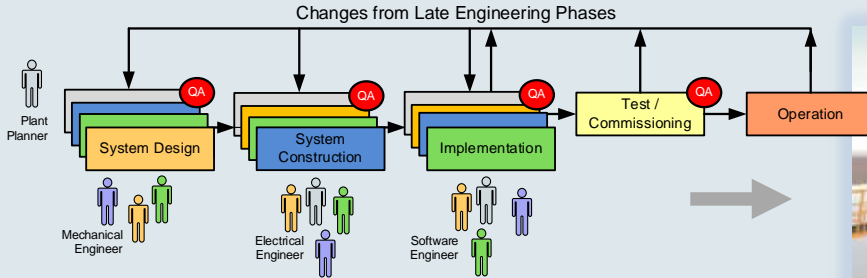 Changes from Late Engineering Phases
Plant
Planner
QA
System Design
QA
System
Construction
QA
Implementation
Test /
Commissioning
QA
Operation
Mechanical
Engineer
Electrical
Engineer
Software
Engineer